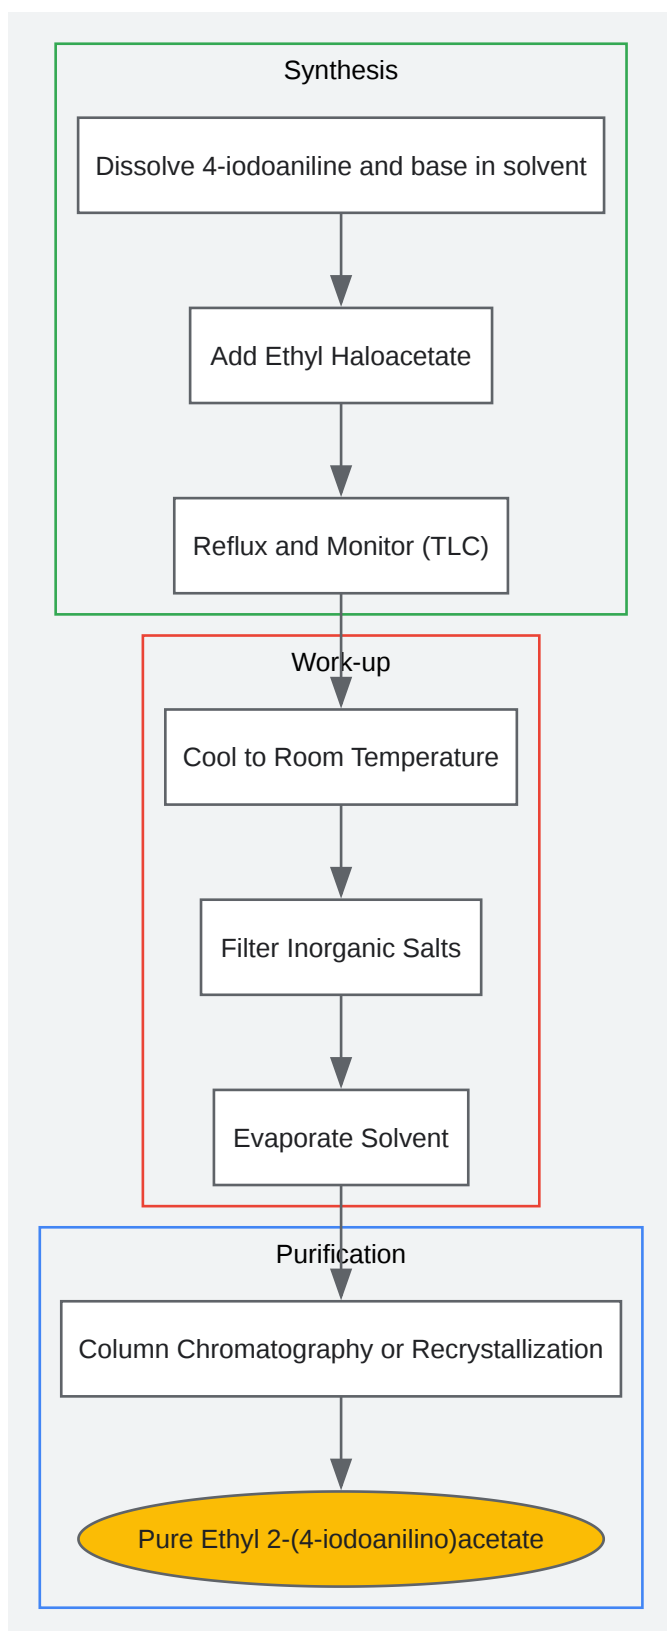 Synthesis
Dissolve 4-iodoaniline and base in solvent
Add Ethyl Haloacetate
Reflux and Monitor (TLC)
Work-up
Cool to Room Temperature
Filter Inorganic Salts
Evaporate Solvent
Purification
Column Chromatography or Recrystallization
Pure Ethyl 2-(4-iodoanilino)acetate